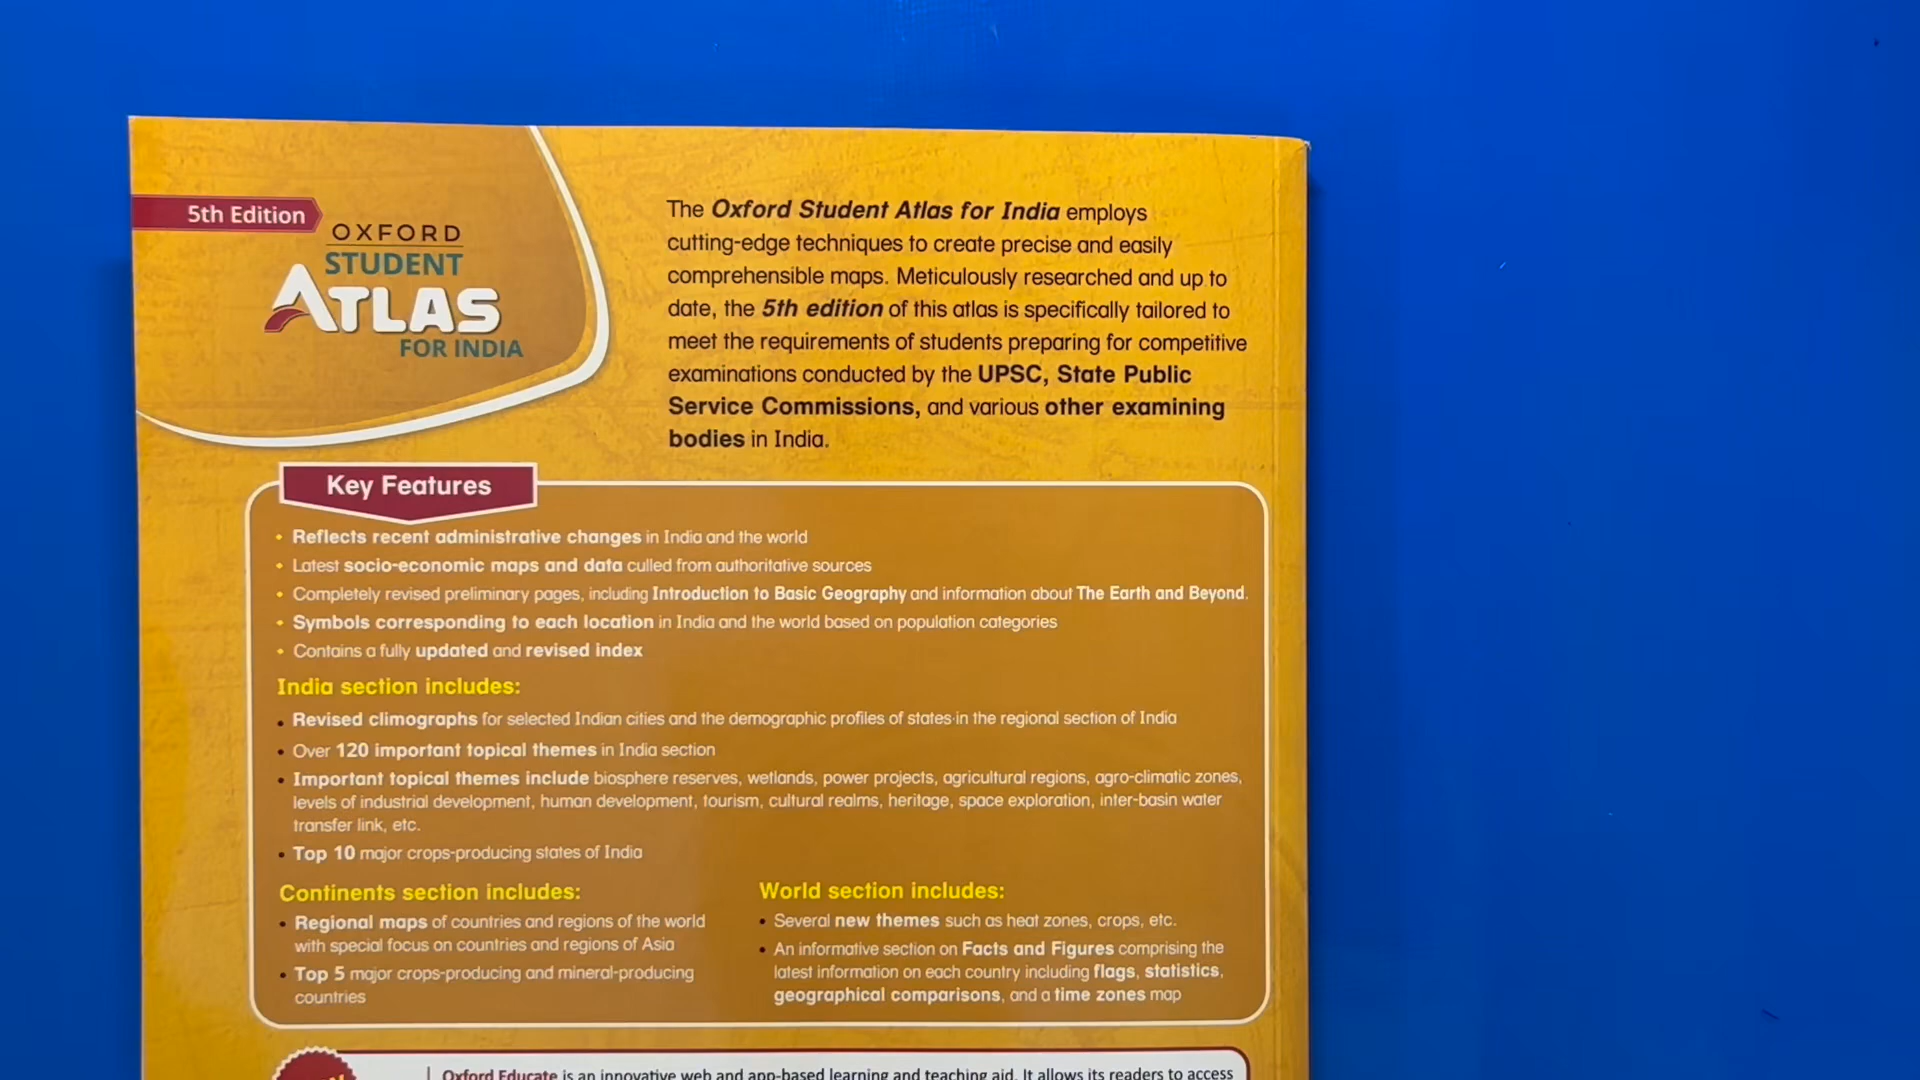 5th Edition
OXFORD
STUDENT
ATLAS
FOR INDIA
The Oxford Student Atlas for India employs
cutting-edge techniques to create precise and easily
comprehensible maps. Meticulously researched and up to
date, the 5th edition of this atlas is specifically tailored to
meet the requirements of students preparing for competitive
examinations conducted by the UPSC, State Public
Service Commissions, and various other examining
bodies in India.
Key Features
• Reflects recent administrative changes in India and the world
• Latest socio-economic maps and data culled from authoritative sources
• Completely revised preliminary pages, including Introduction to Basic Geography and information about The Earth and Beyond.
• Symbols corresponding to each location in India and the world based on population categories
• Contains a fully updated and revised index
India section includes:
• Revised climographs for selected Indian cities and the demographic profiles of states in the regional section of India
• Over 120 important topical themes in India section
• Important topical themes include biosphere reserves, wetlands, power projects, agricultural regions, agro-climatic zones,
levels of industrial development, human development, tourism, cultural realms, heritage, space exploration, inter-basin water
transfer link, etc.
• Top 10 major crops-producing states of India
Continents section includes:
• Regional maps of countries and regions of the world
with special focus on countries and regions of Asia
• Top 5 major crops-producing and mineral-producing
countries
World section includes:
• Several new themes such as heat zones, crops, etc.
• An informative section on Facts and Figures comprising the
latest information on each country including flags, statistics,
geographical comparisons, and a time zones map
Oxford Educate is an innovative web and app-based learning and teaching aid. It allows its readers to access